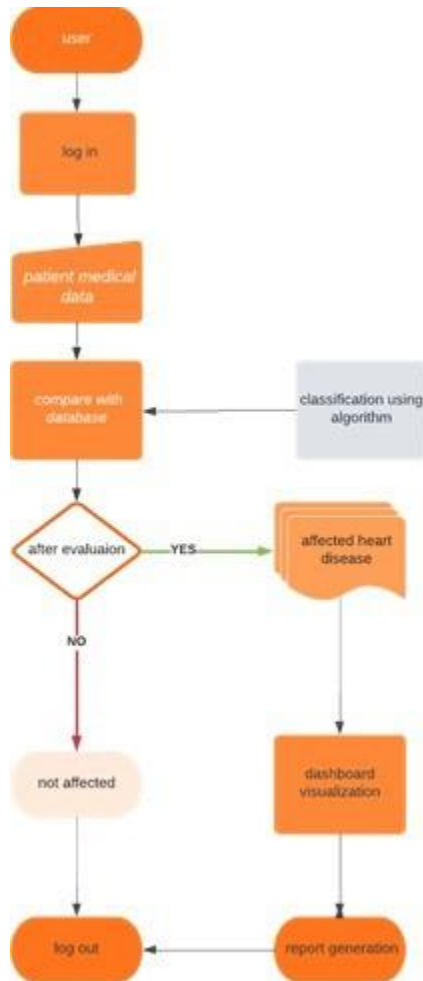 user
log in
patient medical
data
compare with
database
classification using
algorithm
after evaluaion
YES
affected heart
disease
NO
not affected
dashboard
visualization
log out
report generation